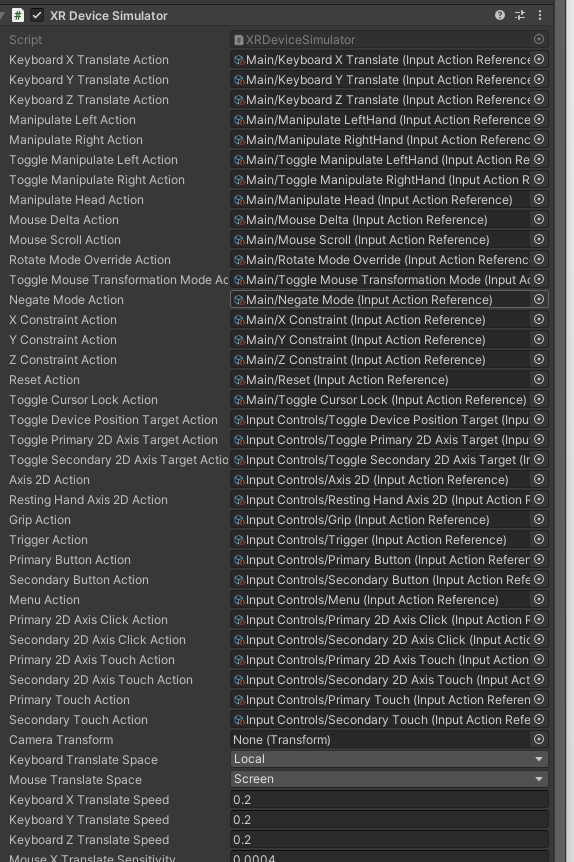 XR Device Simulator
Script XRDeviceSimulator
Keyboard X Translate Action Main/Keyboard X Translate (Input Action Reference
Keyboard Y Translate Action Main/Keyboard Y Translate (Input Action Reference
Keyboard Z Translate Action Main/Keyboard Z Translate (Input Action Reference
Manipulate Left Action Main/Manipulate LeftHand (Input Action Reference
Manipulate Right Action Main/Manipulate RightHand (Input Action Referenc
Toggle Manipulate Left Action Main/Toggle Manipulate LeftHand (Input Action Re
Toggle Manipulate Right Action Main/Toggle Manipulate RightHand (Input Action R
Manipulate Head Action Main/Manipulate Head (Input Action Reference)
Mouse Delta Action Main/Mouse Delta (Input Action Reference)
Mouse Scroll Action Main/Mouse Scroll (Input Action Reference)
Rotate Mode Override Action Main/Rotate Mode Override (Input Action Referenc
Toggle Mouse Transformation Mode Ac Main/Toggle Mouse Transformation Mode (Input Ac
Negate Mode Action Main/Negate Mode (Input Action Reference)
X Constraint Action Main/X Constraint (Input Action Reference)
Y Constraint Action Main/Y Constraint (Input Action Reference)
Z Constraint Action Main/Z Constraint (Input Action Reference)
Reset Action Main/Reset (Input Action Reference)
Toggle Cursor Lock Action Main/Toggle Cursor Lock (Input Action Reference)
Toggle Device Position Target Action Input Controls/Toggle Device Position Target (Inpu
Toggle Primary 2D Axis Target Action Input Controls/Toggle Primary 2D Axis Target (Inpu
Toggle Secondary 2D Axis Target Actio Input Controls/Toggle Secondary 2D Axis Target (Ir
Axis 2D Action Input Controls/Axis 2D (Input Action Reference)
Resting Hand Axis 2D Action Input Controls/Resting Hand Axis 2D (Input Action R
Grip Action Input Controls/Grip (Input Action Reference)
Trigger Action Input Controls/Trigger (Input Action Reference)
Primary Button Action Input Controls/Primary Button (Input Action Referen
Secondary Button Action Input Controls/Secondary Button (Input Action Refe
Menu Action Input Controls/Menu (Input Action Reference)
Primary 2D Axis Click Action Input Controls/Primary 2D Axis Click (Input Action R
Secondary 2D Axis Click Action Input Controls/Secondary 2D Axis Click (Input Actic
Primary 2D Axis Touch Action Input Controls/Primary 2D Axis Touch (Input Action
Secondary 2D Axis Touch Action Input Controls/Secondary 2D Axis Touch (Input Act
Primary Touch Action Input Controls/Primary Touch (Input Action Referen
Secondary Touch Action Input Controls/Secondary Touch (Input Action Refe
Camera Transform None (Transform)
Keyboard Translate Space Local
Mouse Translate Space Screen
Keyboard X Translate Speed 0.2
Keyboard Y Translate Speed 0.2
Keyboard Z Translate Speed 0.2
Mouse X Translate Sensitivity 0.0004